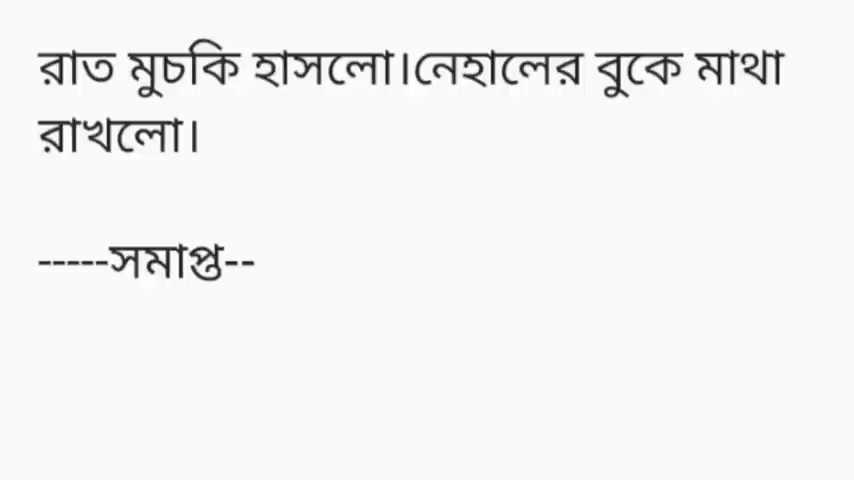 রাত মুচকি হাসলো।নেহালের বুকে মাথা
রাখলো।
-----সমাপ্ত--